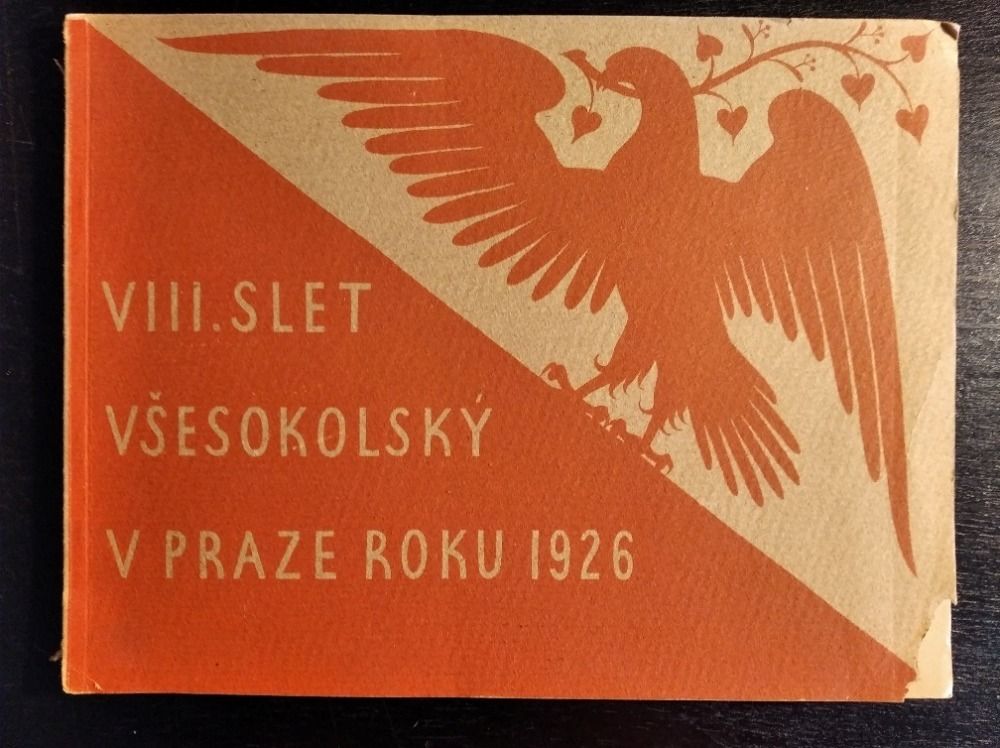 VIII. SLET
VŠESOKOLSKÝ
V PRAZE ROKU 1926